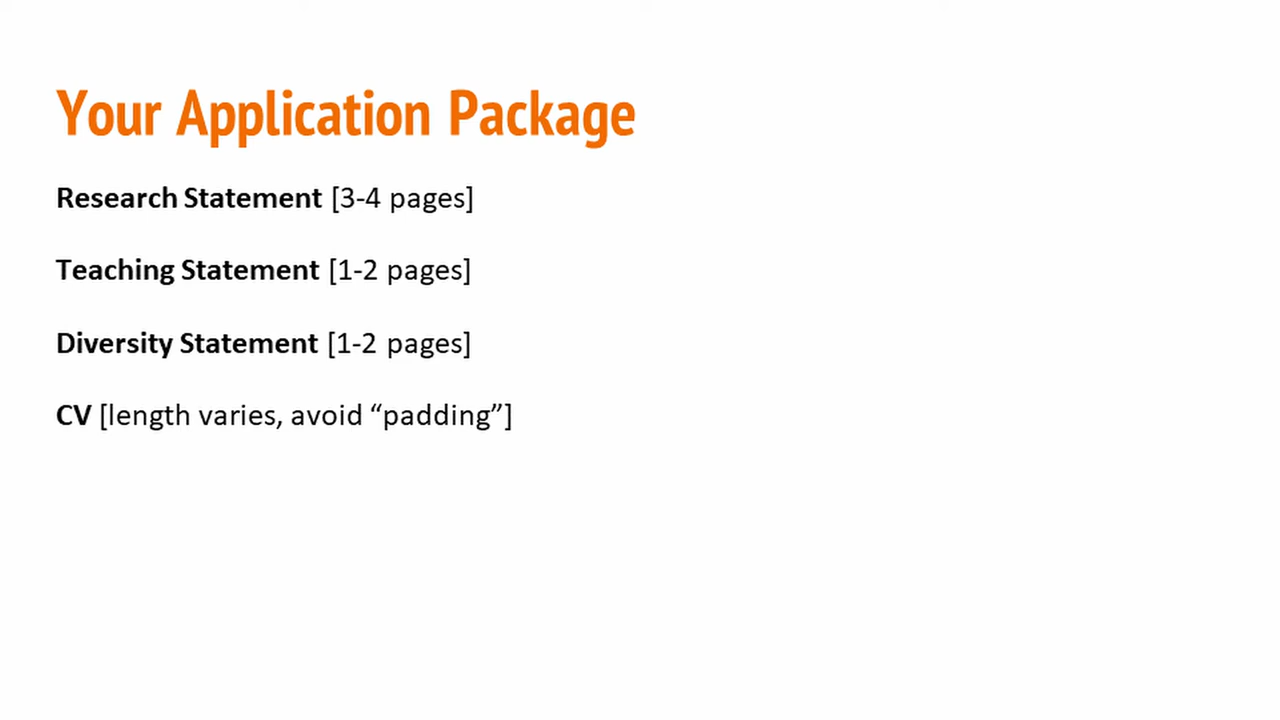 Your Application Package
Research Statement [3-4 pages]
Teaching Statement [1-2 pages]
Diversity Statement [1-2 pages]
CV [length varies, avoid “padding”]